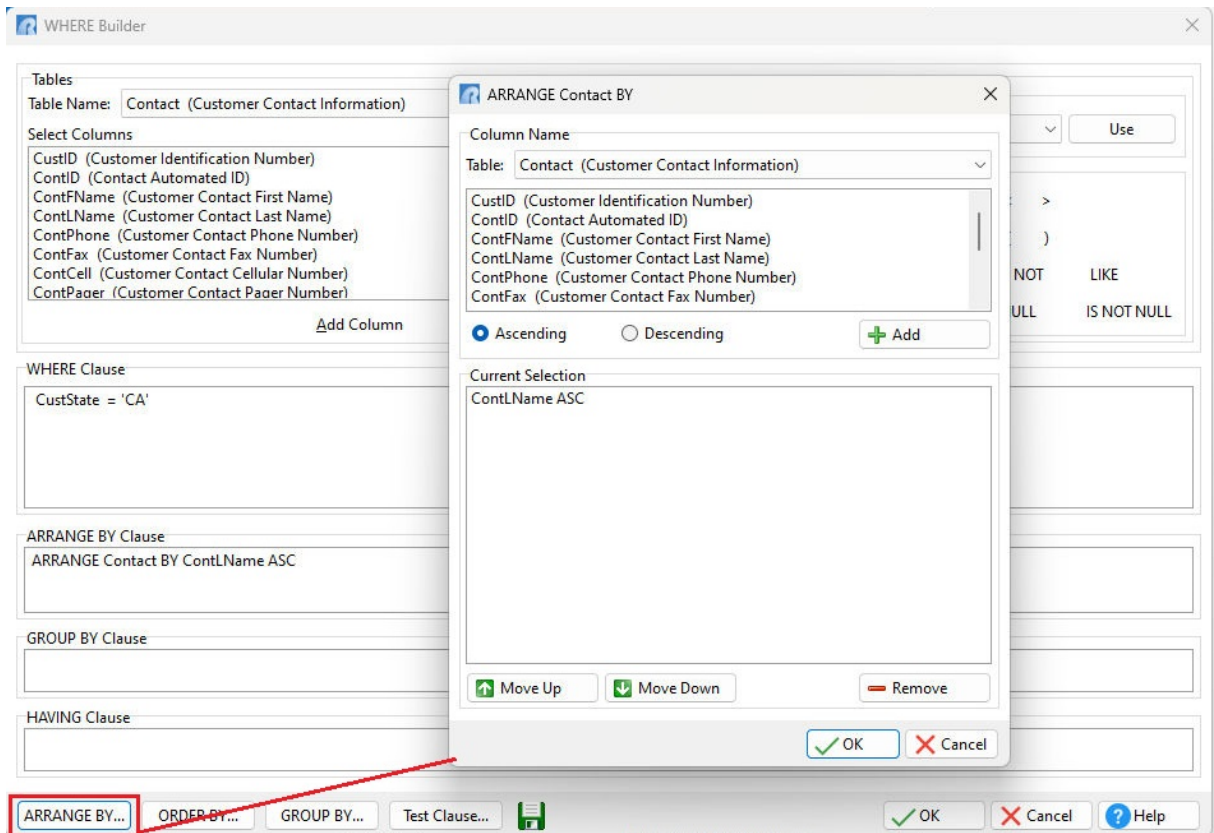 WHERE Builder
Tables
Table Name: Contact (Customer Contact Information)
Select Columns
CustID (Customer Identification Number)
ContID (Contact Automated ID)
ContFName (Customer Contact First Name)
ContLName (Customer Contact Last Name)
ContPhone (Customer Contact Phone Number)
ContFax (Customer Contact Fax Number)
ContCell (Customer Contact Cellular Number)
ContPager (Customer Contact Pager Number)
Add Column
Use
>
)
NOT LIKE
ULL IS NOT NULL
WHERE Clause
CustState = 'CA'
ARRANGE BY Clause
ARRANGE Contact BY ContLName ASC
GROUP BY Clause
HAVING Clause
ARRANGE BY... ORDER BY... GROUP BY... Test Clause... OK Cancel Help
ARRANGE Contact BY
Column Name
Table: Contact (Customer Contact Information)
CustID (Customer Identification Number)
ContID (Contact Automated ID)
ContFName (Customer Contact First Name)
ContLName (Customer Contact Last Name)
ContPhone (Customer Contact Phone Number)
ContFax (Customer Contact Fax Number)
Ascending Descending Add
Current Selection
ContLName ASC
Move Up Move Down Remove
OK Cancel